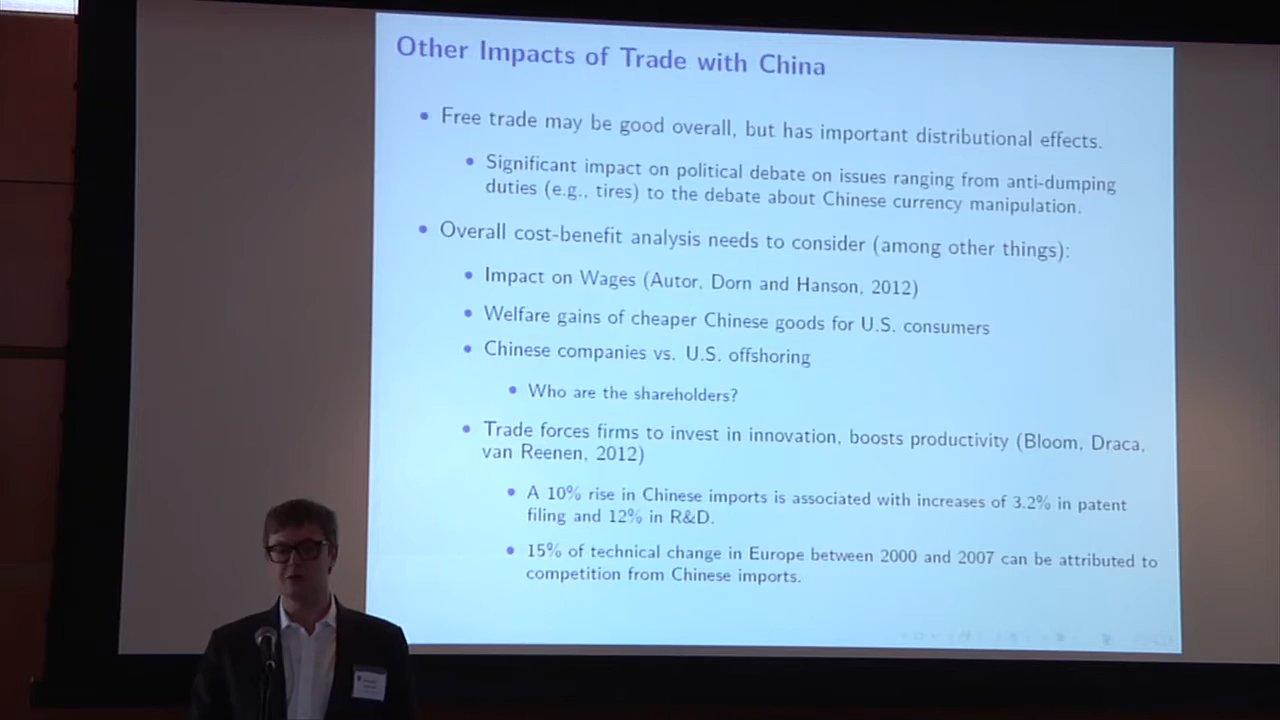 Other Impacts of Trade with China
Free trade may be good overall, but has important distributional effects.
Significant impact on political debate on issues ranging from anti-dumping
duties (e.g., tires) to the debate about Chinese currency manipulation.
Overall cost-benefit analysis needs to consider (among other things):
Impact on Wages (Autor, Dorn and Hanson, 2012)
Welfare gains of cheaper Chinese goods for U.S. consumers
Chinese companies vs. U.S. offshoring
Who are the shareholders?
Trade forces firms to invest in innovation, boosts productivity (Bloom, Draca,
van Reenen, 2012)
A 10% rise in Chinese imports is associated with increases of 3.2% in patent
filing and 12% in R&D.
15% of technical change in Europe between 2000 and 2007 can be attributed to
competition from Chinese imports.